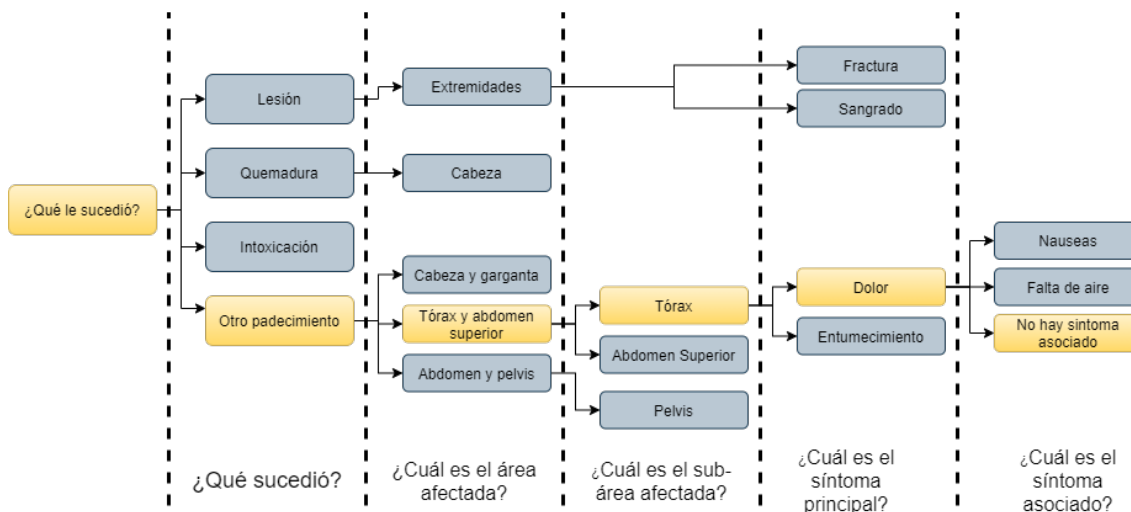 ¿Qué le sucedió?
Lesión
Quemadura
Intoxicación
Otro padecimiento
¿Qué sucedió?
Extremidades
Cabeza
Cabeza y garganta
Tórax y abdomen
superior
Abdomen y pelvis
¿Cuál es el área
afectada?
Tórax
Abdomen Superior
Pelvis
¿Cuál es el sub-
área afectada?
Fractura
Sangrado
Dolor
Entumecimiento
¿Cuál es el
síntoma
principal?
Nauseas
Falta de aire
No hay sintoma
asociado
¿Cuál es el
síntoma
asociado?